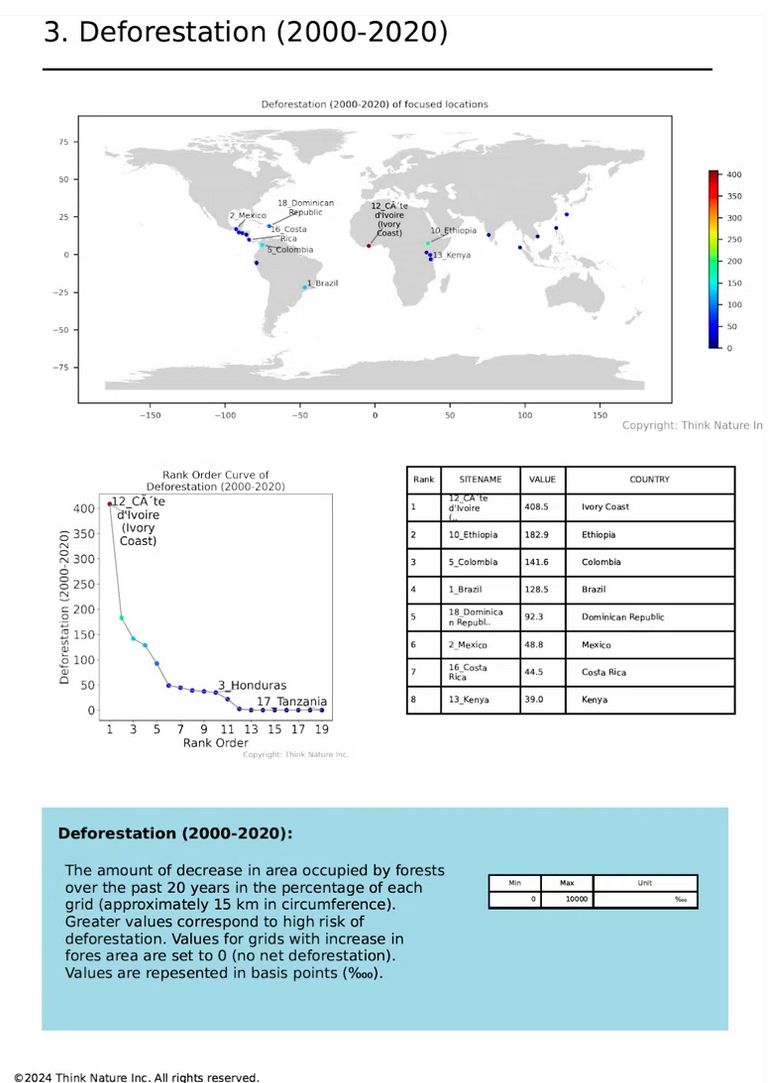 3. Deforestation (2000-2020)
Deforestation (2000-2020) of focused locations
75
50
25
0
−25
−50
−75
−150
−100
−50
0
50
100
150
2_Mexico
18_Dominican
Republic
16_Costa
Rica
5_Colombia
1_Brazil
12_CÃ´te
d'Ivoire
(Ivory
Coast)
10_Ethiopia
13_Kenya
400
350
300
250
200
150
100
50
0
Copyright: Think Nature In
Rank Order Curve of
Deforestation (2000-2020)
Deforestation (2000-2020)
400
350
300
250
200
150
100
50
0
12_CÃ´te
d'Ivoire
(Ivory
Coast)
3_Honduras
17_Tanzania
1 3 5 7 9 11 13 15 17 19
Rank Order
Copyright: Think Nature Inc.
Rank SITENAME VALUE COUNTRY
1 12_CÃ´te d'Ivoire (.. 408.5 Ivory Coast
2 10_Ethiopia 182.9 Ethiopia
3 5_Colombia 141.6 Colombia
4 1_Brazil 128.5 Brazil
5 18_Dominica n Republ.. 92.3 Dominican Republic
6 2_Mexico 48.8 Mexico
7 16_Costa Rica 44.5 Costa Rica
8 13_Kenya 39.0 Kenya
Deforestation (2000-2020):
The amount of decrease in area occupied by forests
over the past 20 years in the percentage of each
grid (approximately 15 km in circumference).
Greater values correspond to high risk of
deforestation. Values for grids with increase in
fores area are set to 0 (no net deforestation).
Values are repesented in basis points (‱).
Min Max Unit
0 10000 ‱
©2024 Think Nature Inc. All rights reserved.